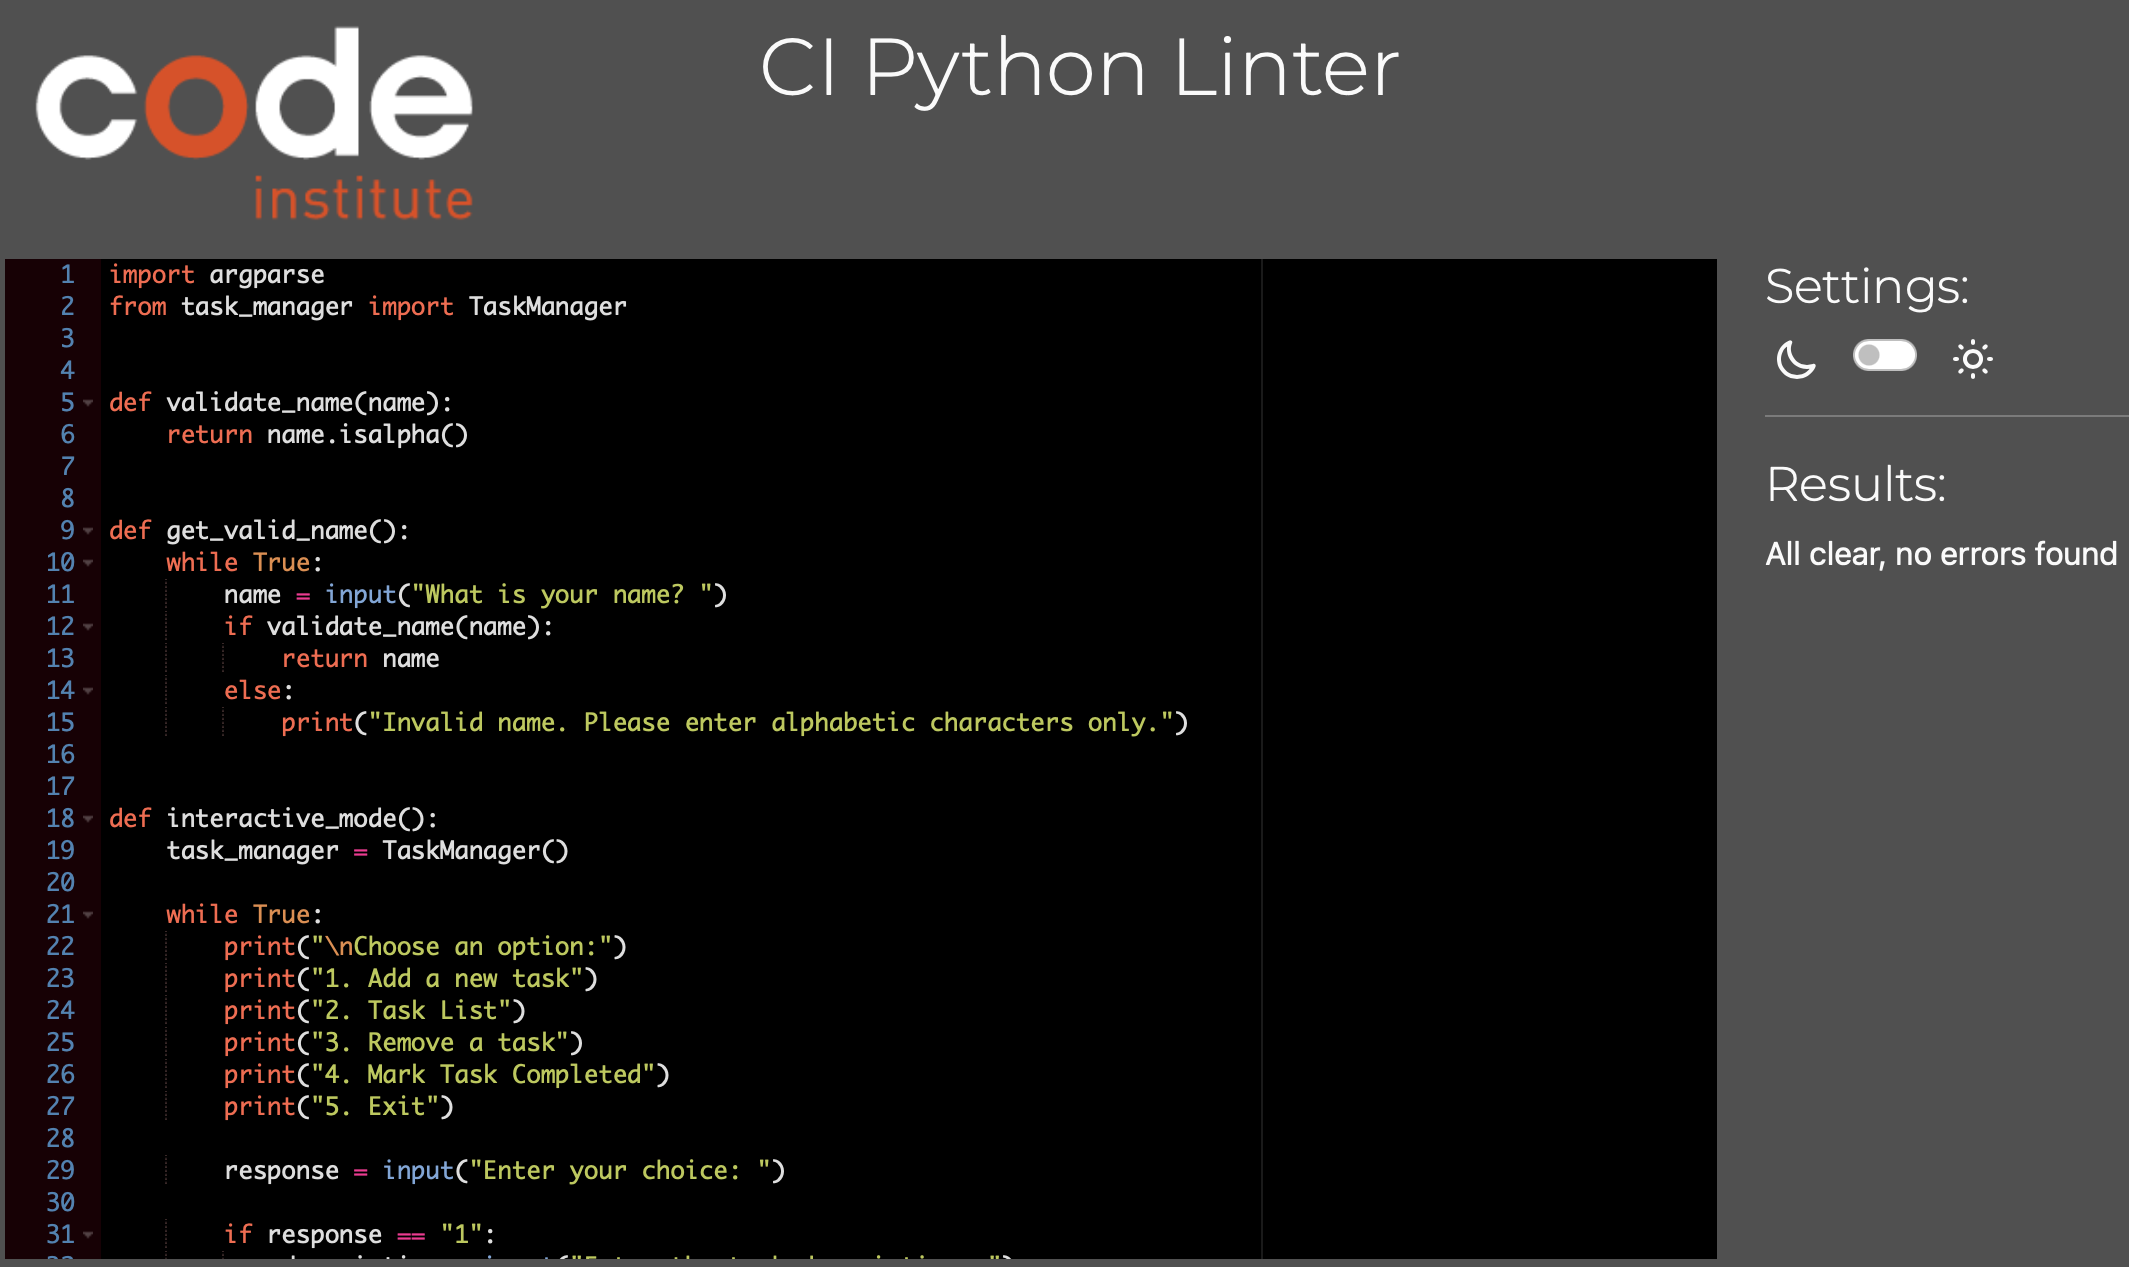 code
institute
CI Python Linter
1 import argparse
2 from task_manager import TaskManager
3
4
5 def validate_name(name):
6     return name.isalpha()
7
8
9 def get_valid_name():
10     while True:
11         name = input("What is your name? ")
12         if validate_name(name):
13             return name
14         else:
15             print("Invalid name. Please enter alphabetic characters only.")
16
17
18 def interactive_mode():
19     task_manager = TaskManager()
20
21     while True:
22         print("\nChoose an option:")
23         print("1. Add a new task")
24         print("2. Task List")
25         print("3. Remove a task")
26         print("4. Mark Task Completed")
27         print("5. Exit")
28
29         response = input("Enter your choice: ")
30
31         if response == "1":
Settings:
Results:
All clear, no errors found